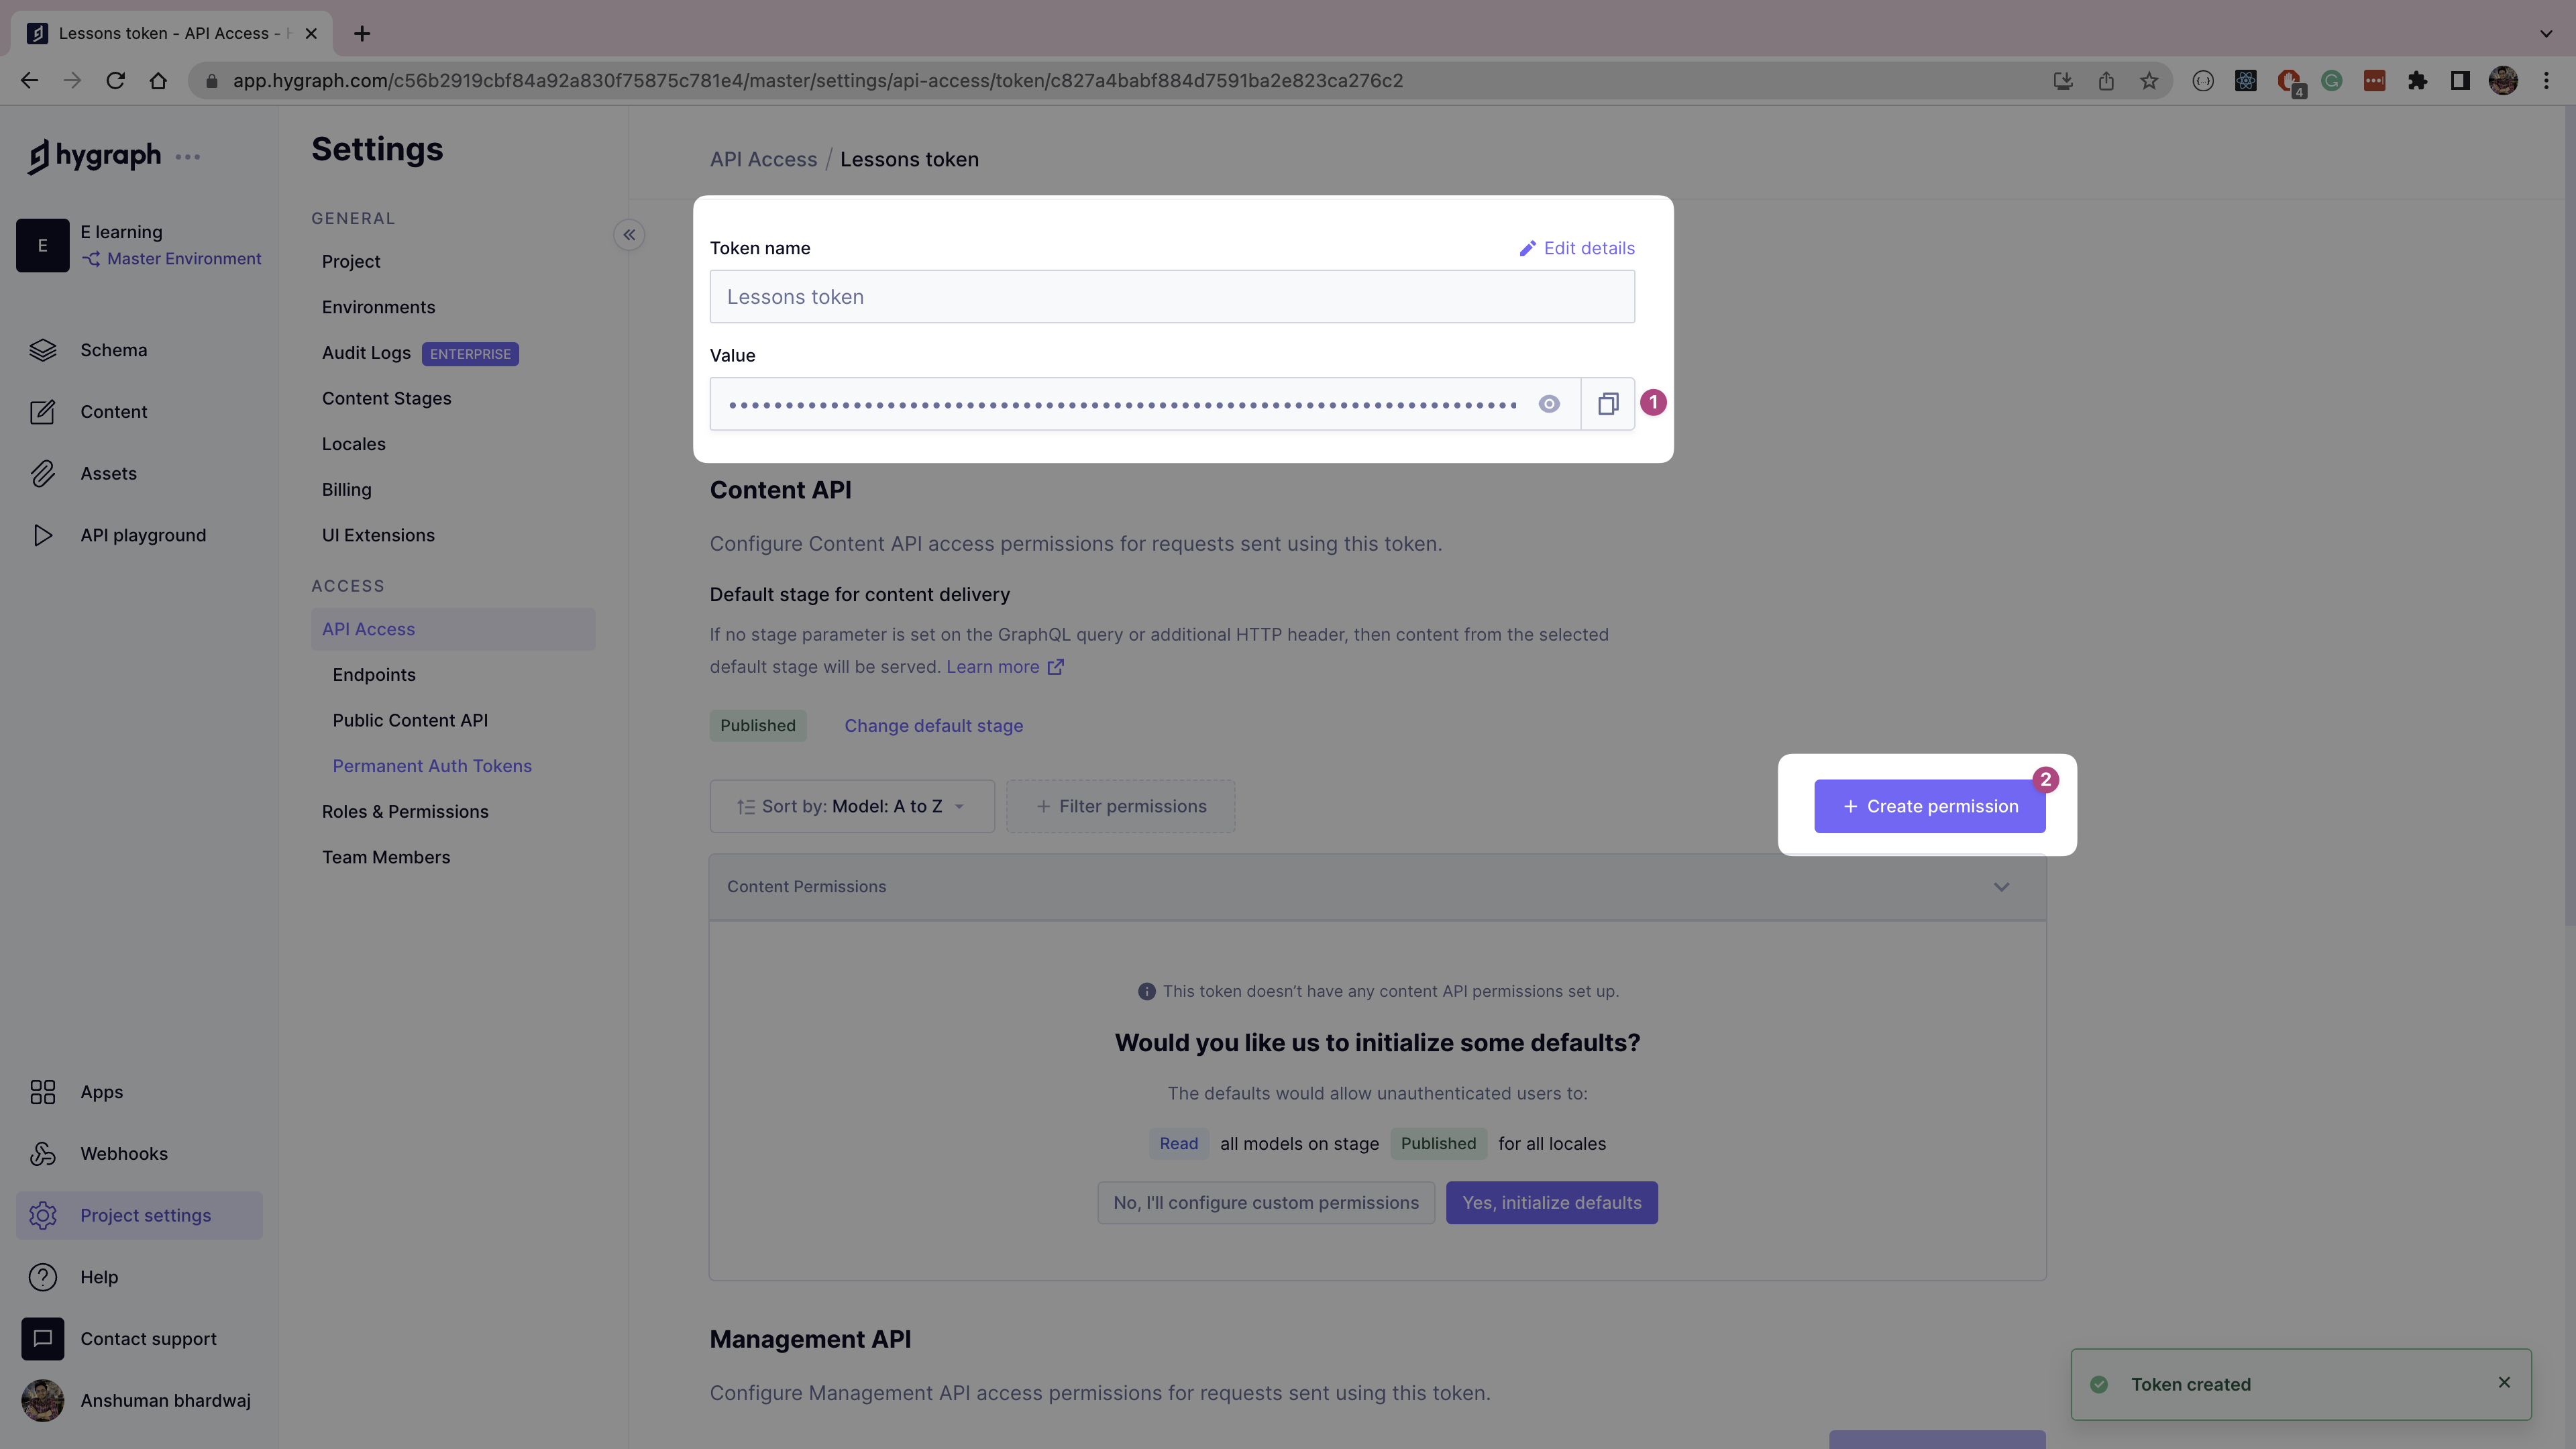 Lessons token - API Access -
app.hygraph.com/c56b2919cbf84a92a830f75875c781e4/master/settings/api-access/token/c827a4babf884d7591ba2e823ca276c2
4
hygraph
E
E learning
Master Environment
Schema
Content
Assets
API playground
Apps
Webhooks
Project settings
Help
Contact support
Anshuman bhardwaj
Settings
GENERAL
Project
Environments
Audit Logs ENTERPRISE
Content Stages
Locales
Billing
UI Extensions
ACCESS
API Access
Endpoints
Public Content API
Permanent Auth Tokens
Roles & Permissions
Team Members
API Access / Lessons token
Token name
Edit details
Lessons token
Value
1
Content API
Configure Content API access permissions for requests sent using this token.
Default stage for content delivery
If no stage parameter is set on the GraphQL query or additional HTTP header, then content from the selected
default stage will be served. Learn more
Published
Change default stage
Sort by: Model: A to Z
+ Filter permissions
+ Create permission
2
Content Permissions
This token doesn't have any content API permissions set up.
Would you like us to initialize some defaults?
The defaults would allow unauthenticated users to:
Read all models on stage Published for all locales
No, I'll configure custom permissions
Yes, initialize defaults
Management API
Configure Management API access permissions for requests sent using this token.
Token created